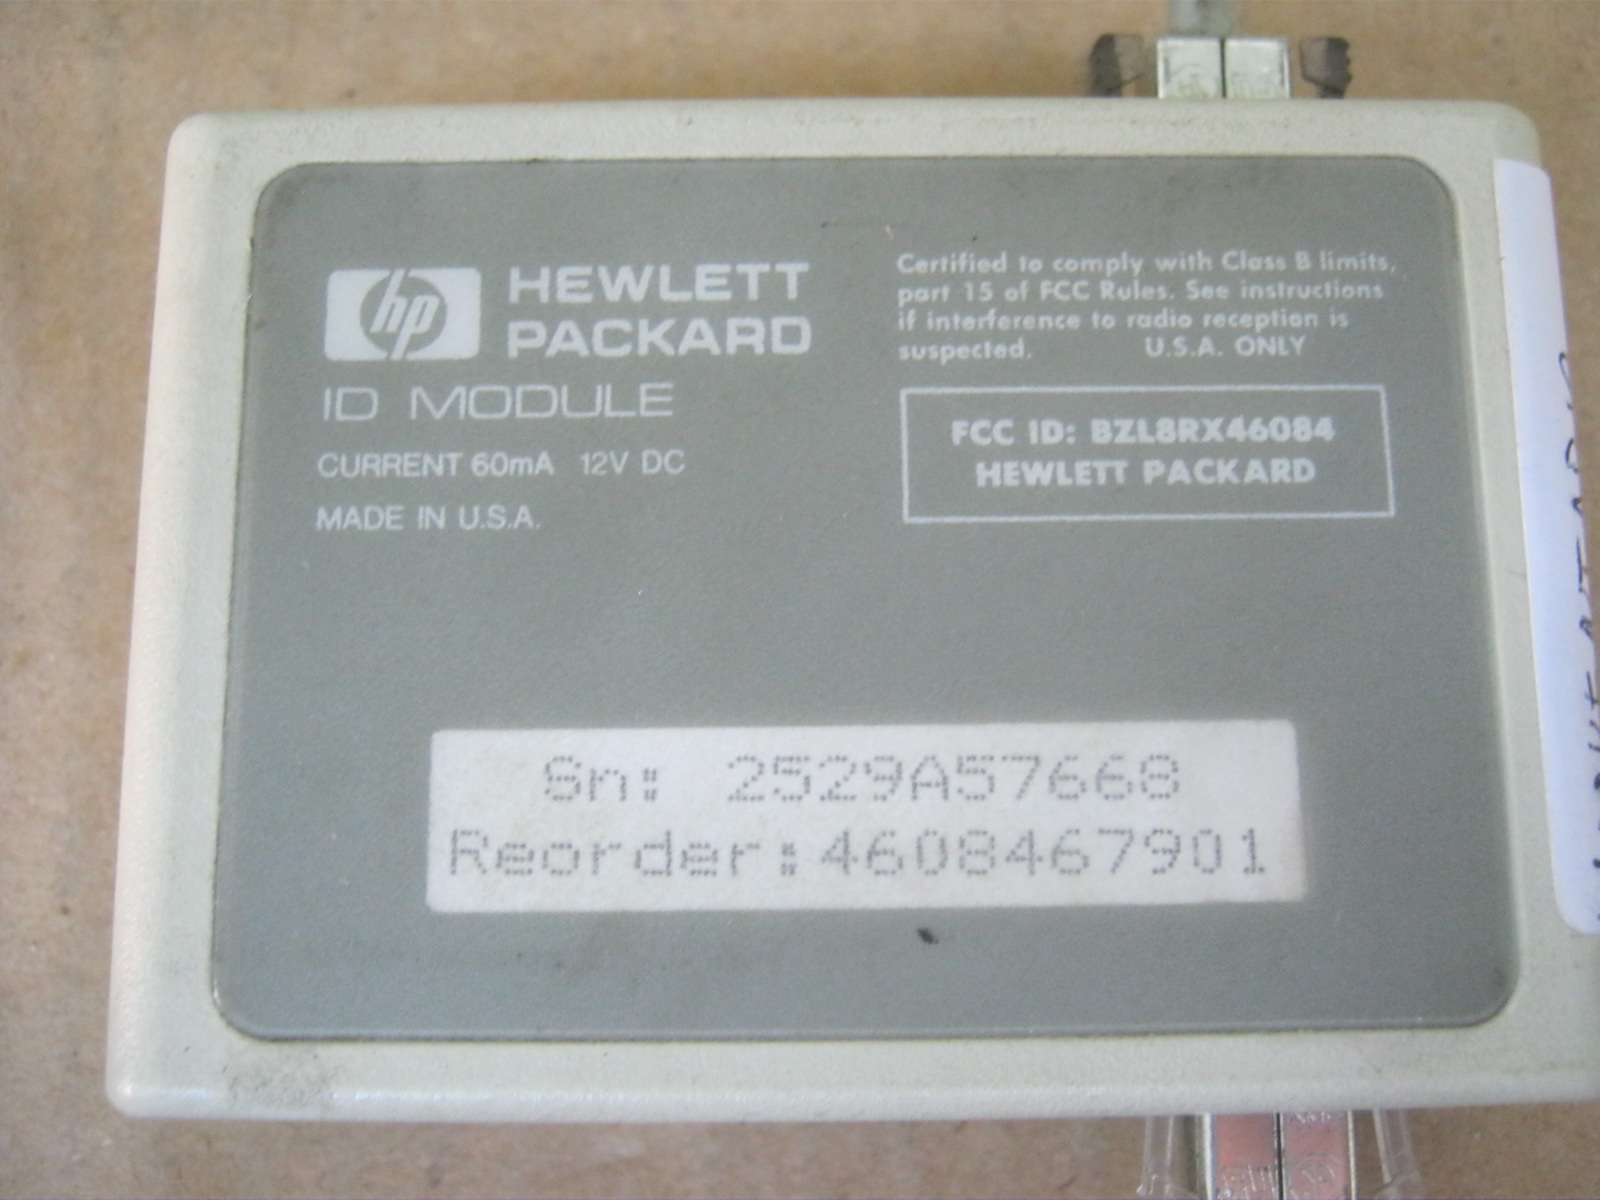 hp HEWLETT
PACKARD
ID MODULE
CURRENT 60mA 12V DC
MADE IN U.S.A.
Certified to comply with Class B limits,
part 15 of FCC Rules. See instructions
if interference to radio reception is
suspected. U.S.A. ONLY
FCC ID: BZL8RX46084
HEWLETT PACKARD
Sn: 2529A57668
Reorder:4608467901